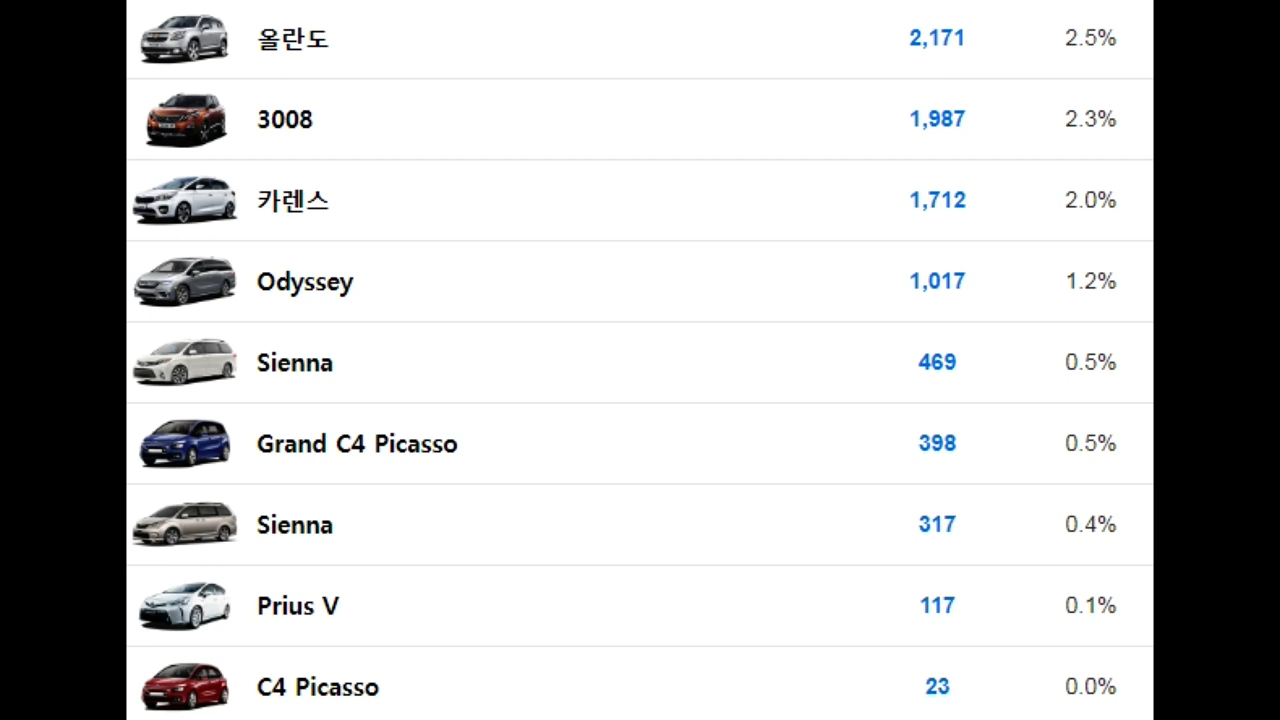 올란도 2,171 2.5%
3008 1,987 2.3%
카렌스 1,712 2.0%
Odyssey 1,017 1.2%
Sienna 469 0.5%
Grand C4 Picasso 398 0.5%
Sienna 317 0.4%
Prius V 117 0.1%
C4 Picasso 23 0.0%